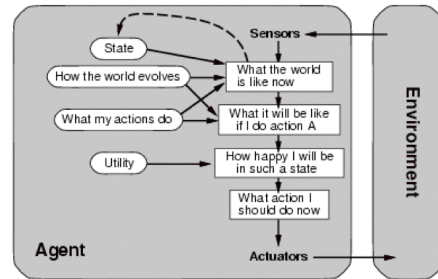 Sensors
State
What the world
is like now
How the world evolves
What it will be like
if I do action A
What my actions do
How happy I will be
in such a state
Utility
What action I
should do now
Agent
Actuators
Environment